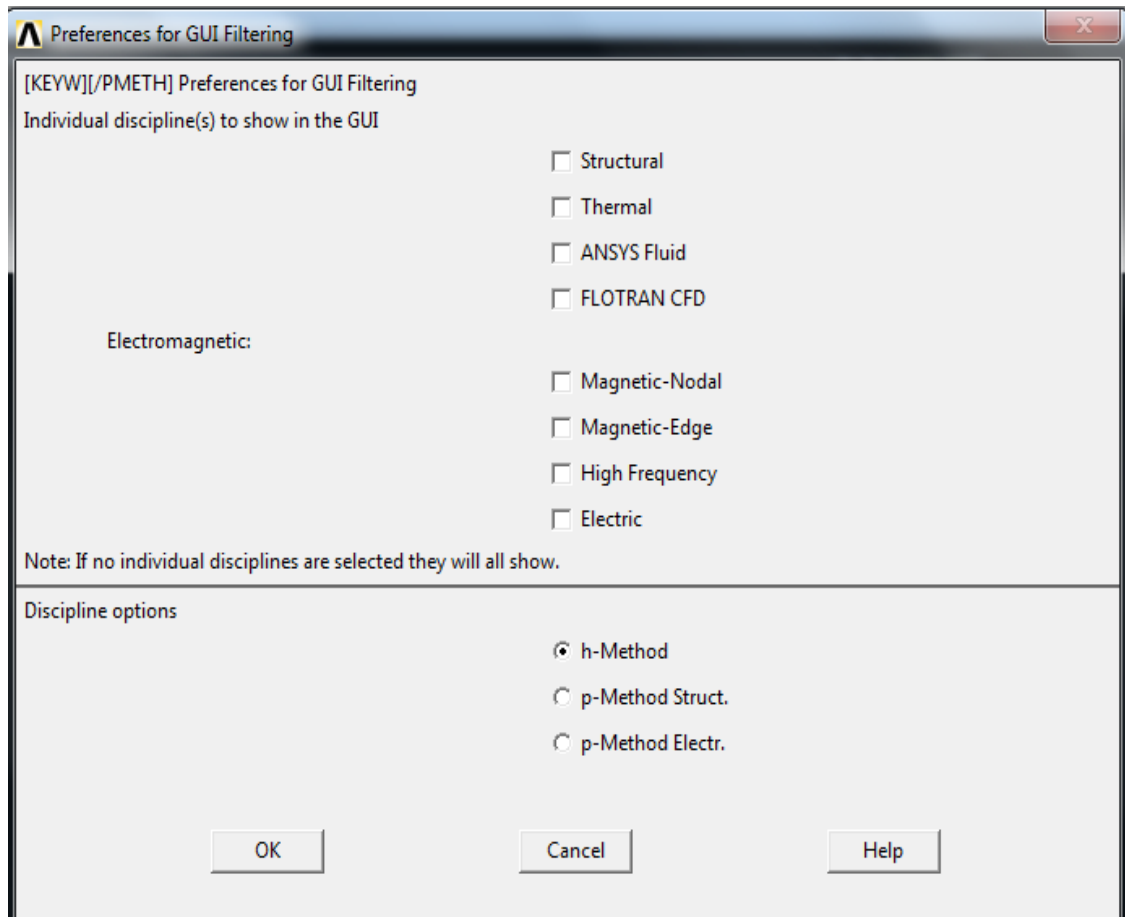 Preferences for GUI Filtering
[KEYW][/PMETH] Preferences for GUI Filtering
Individual discipline(s) to show in the GUI
Structural
Thermal
ANSYS Fluid
FLOTRAN CFD
Electromagnetic:
Magnetic-Nodal
Magnetic-Edge
High Frequency
Electric
Note: If no individual disciplines are selected they will all show.
Discipline options
h-Method
p-Method Struct.
p-Method Electr.
OK Cancel Help